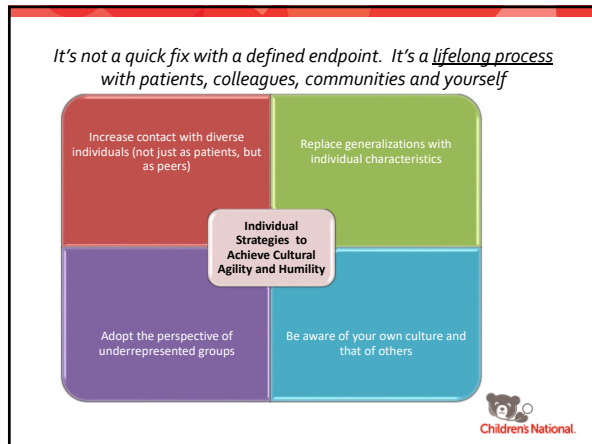 It's not a quick fix with a defined endpoint.  It's a lifelong process
with patients, colleagues, communities and yourself
Increase contact with diverse
individuals (not just as patients, but
as peers)
Replace generalizations with
individual characteristics
Individual
Strategies to
Achieve Cultural
Agility and Humility
Adopt the perspective of
underrepresented groups
Be aware of your own culture and
that of others
Children's National.